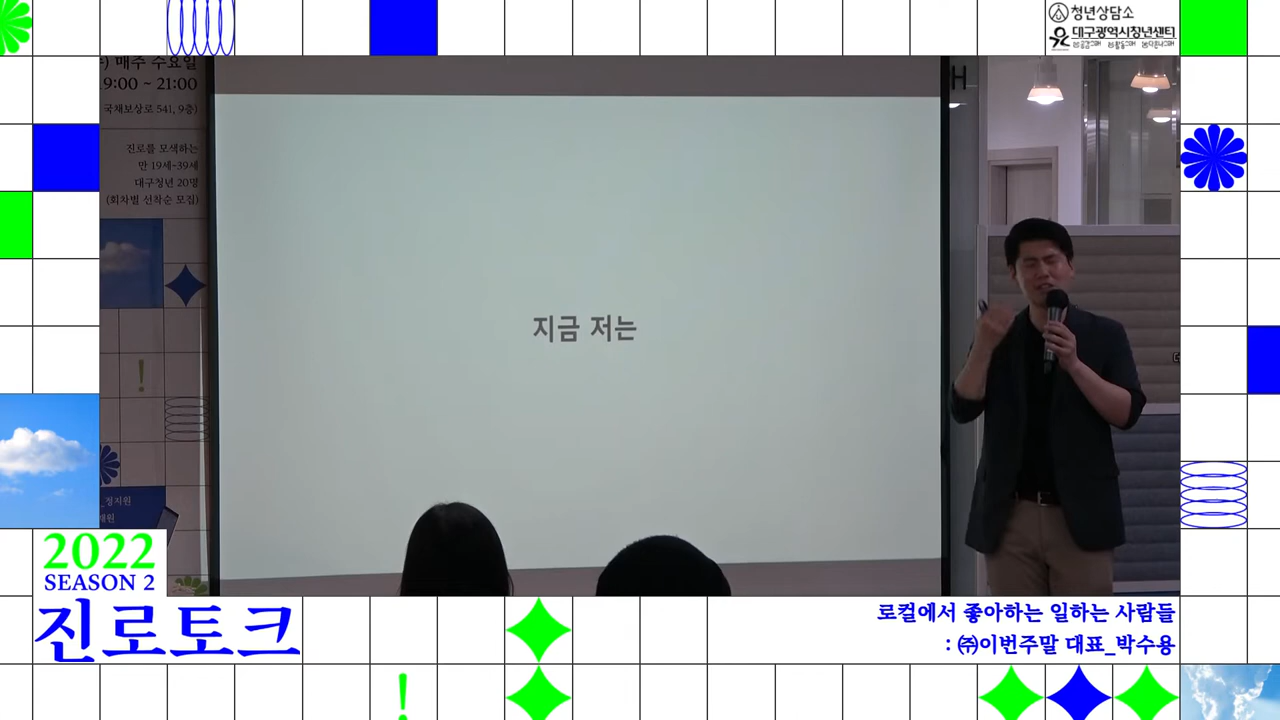 청년상담소
대구광역시청년센터
) 매주 수요일
19:00 ~ 21:00
국채보상로 541, 9층)
진로를 모색하는
만 19세~39세
대구청년 20명
(회차별 선착순 모집)
H
지금 저는
!
_정지원
2022
SEASON 2
진로토크
로컬에서 좋아하는 일하는 사람들
: ㈜이번주말 대표_박수용
!